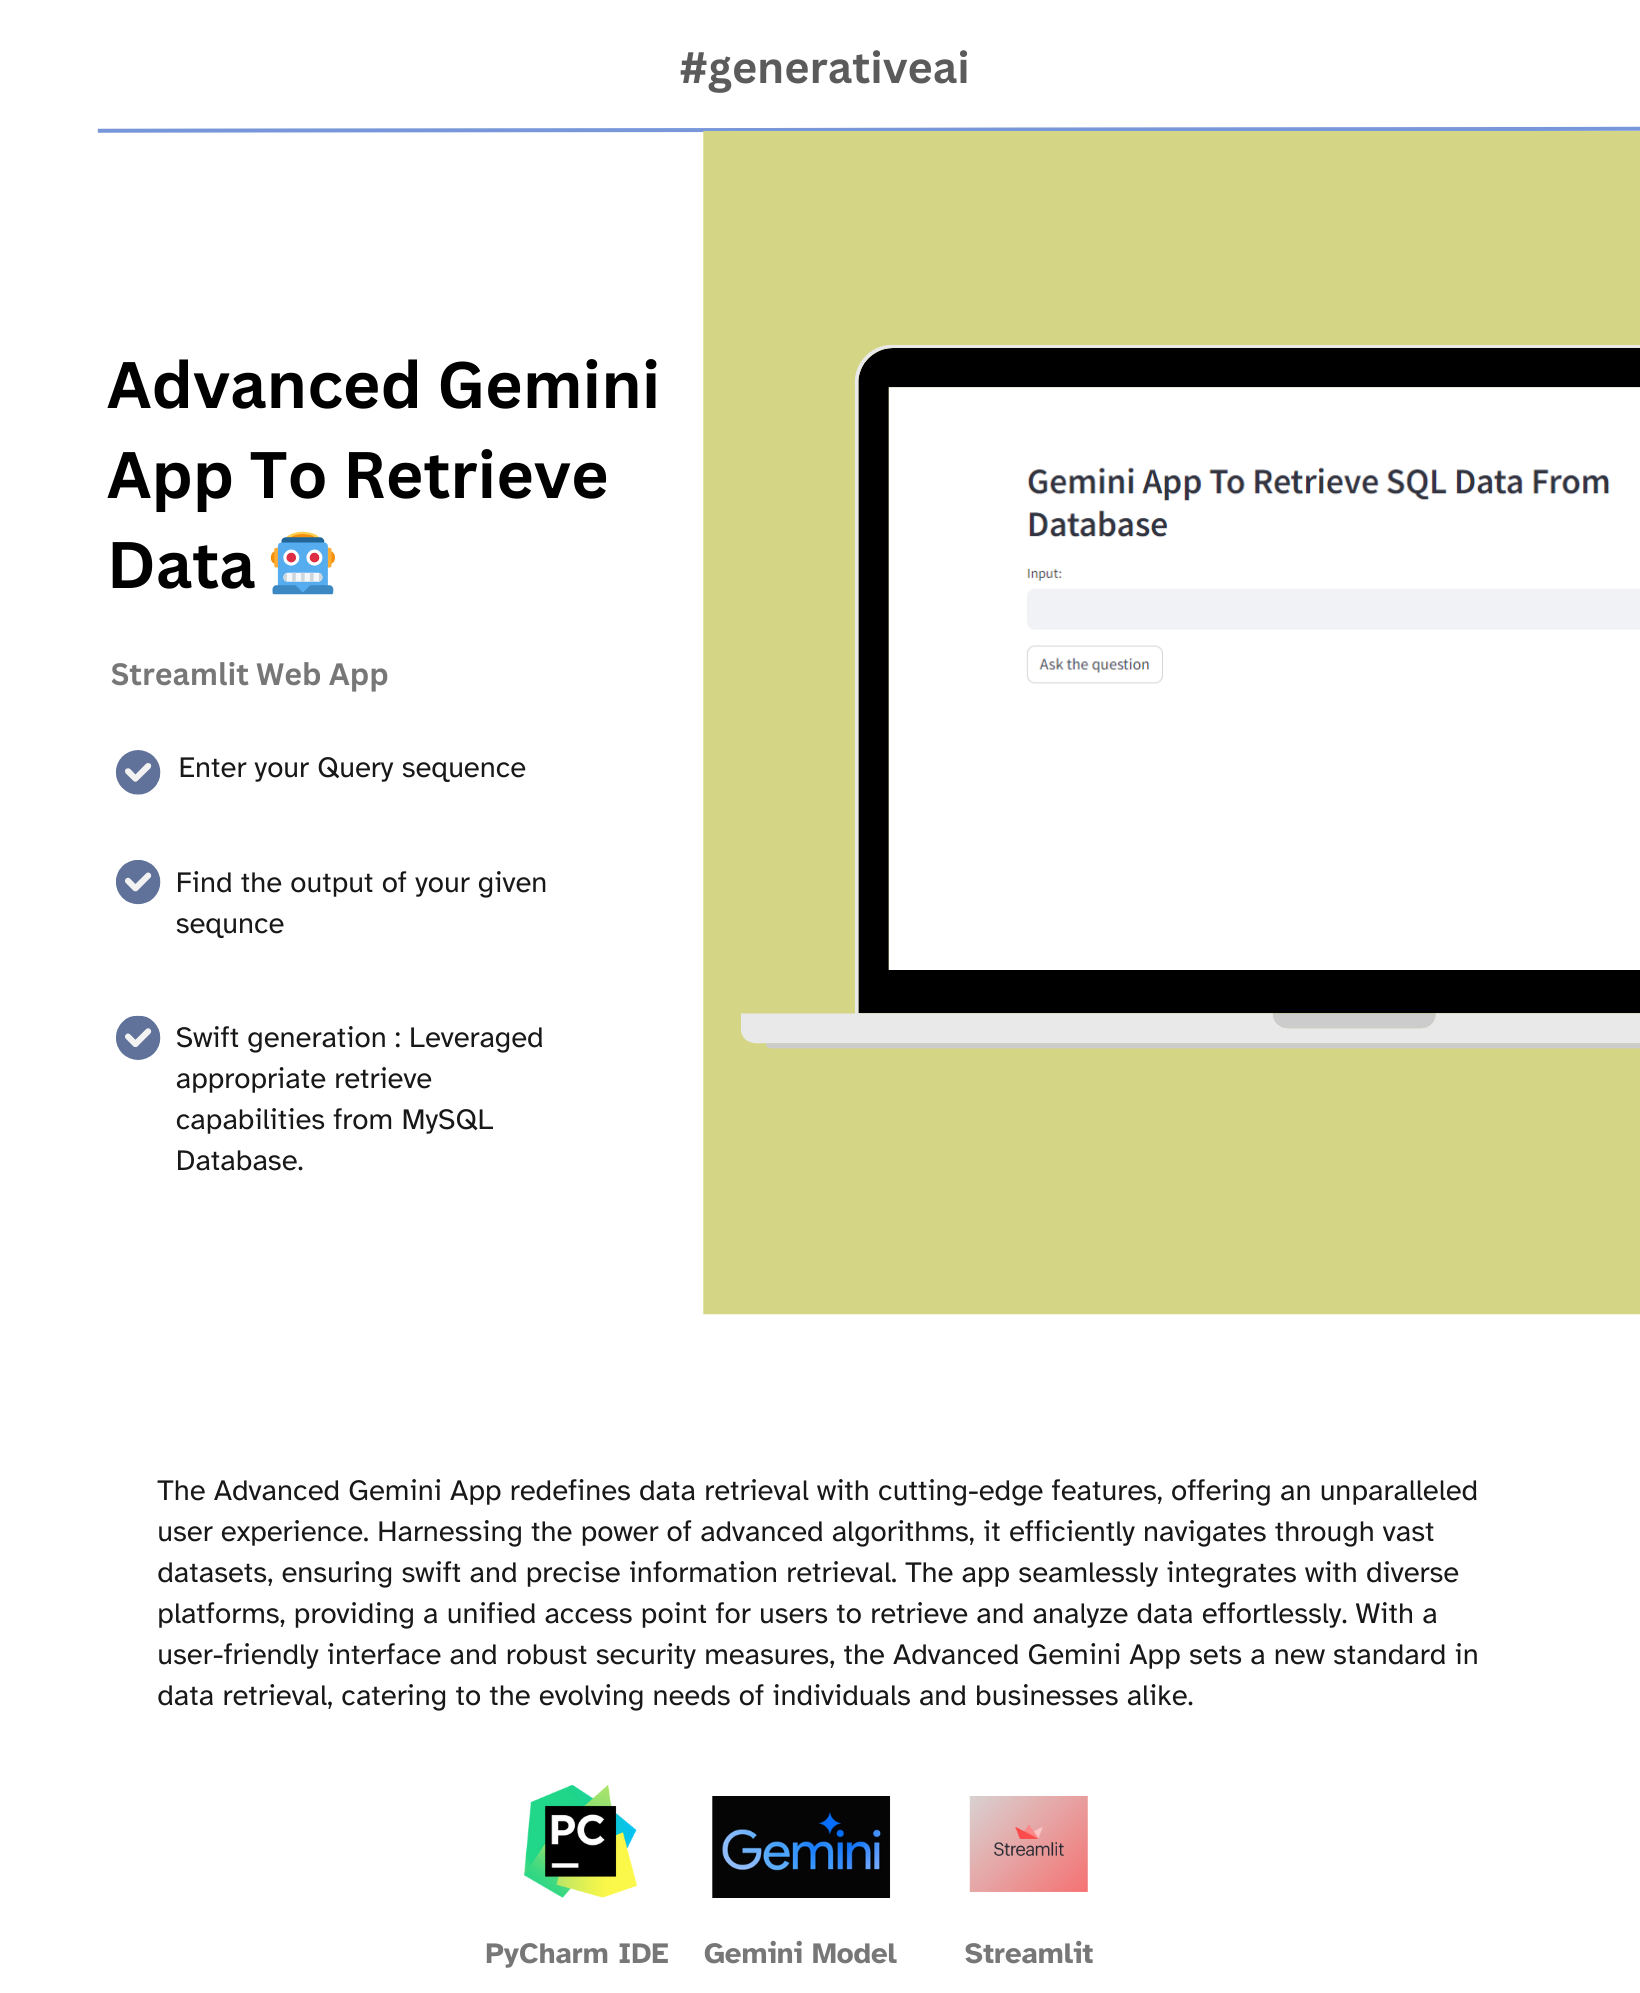 #generativeai
Advanced Gemini
App To Retrieve
Data
Streamlit Web App
Enter your Query sequence
Find the output of your given
sequnce
Swift generation : Leveraged
appropriate retrieve
capabilities from MySQL
Database.
Gemini App To Retrieve SQL Data From
Database
Input:
Ask the question
The Advanced Gemini App redefines data retrieval with cutting-edge features, offering an unparalleled
user experience. Harnessing the power of advanced algorithms, it efficiently navigates through vast
datasets, ensuring swift and precise information retrieval. The app seamlessly integrates with diverse
platforms, providing a unified access point for users to retrieve and analyze data effortlessly. With a
user-friendly interface and robust security measures, the Advanced Gemini App sets a new standard in
data retrieval, catering to the evolving needs of individuals and businesses alike.
PC
Gemini
Streamlit
PyCharm IDE
Gemini Model
Streamlit